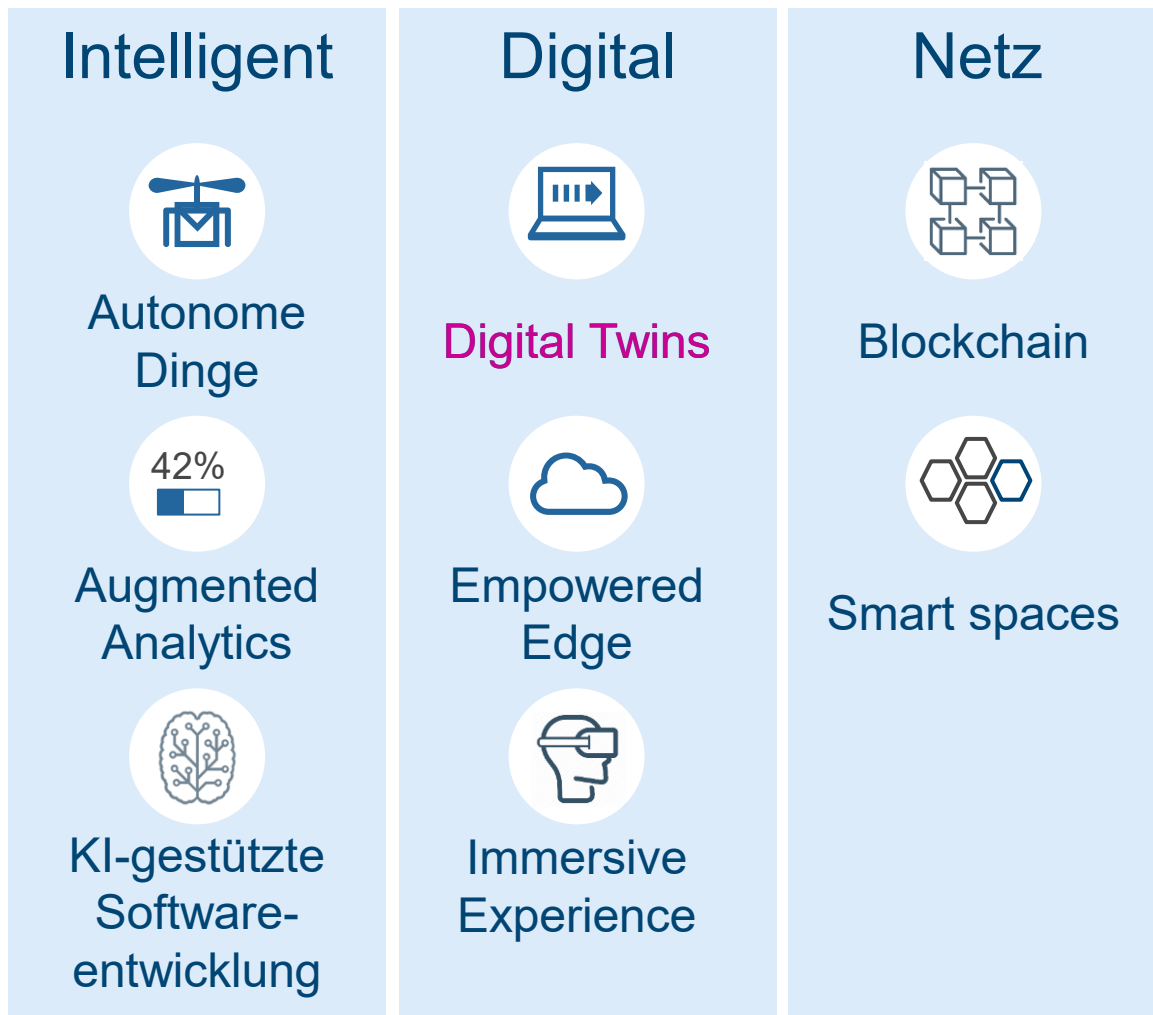 Intelligent
Autonome
Dinge
42%
Augmented
Analytics
KI-gestützte
Software-
entwicklung
Digital
Digital Twins
Empowered
Edge
Immersive
Experience
Netz
Blockchain
Smart spaces